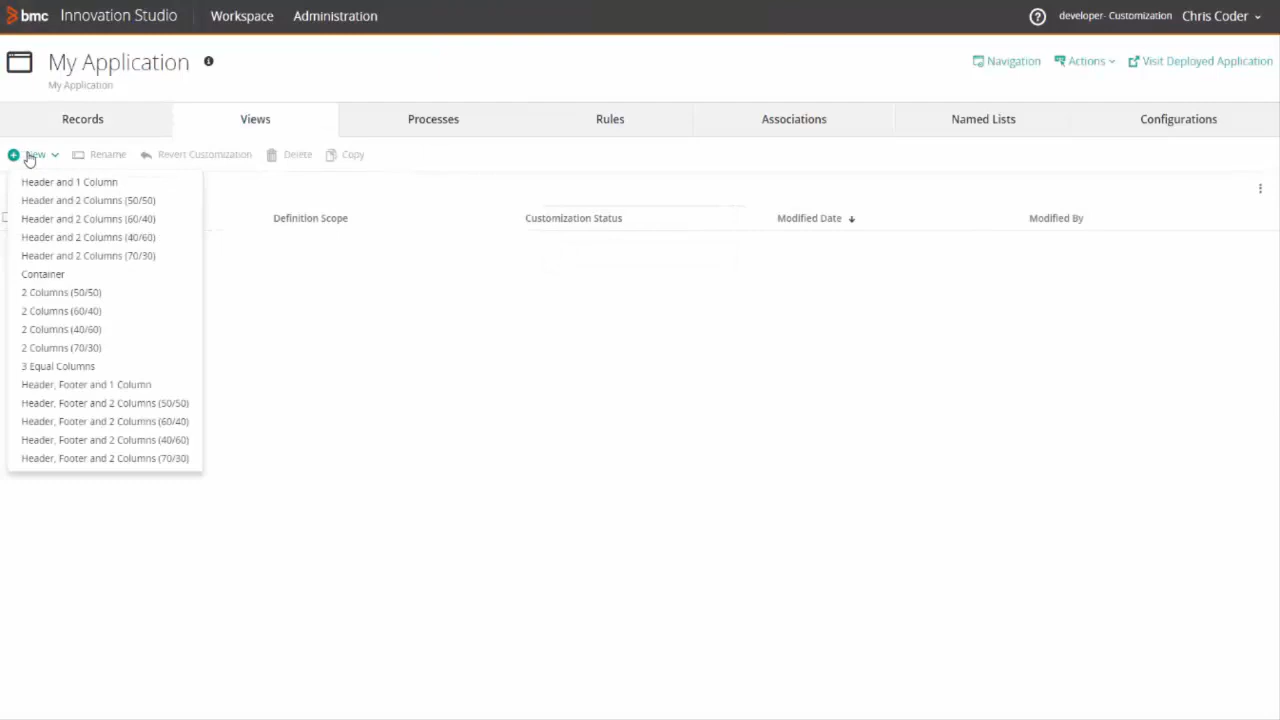 bmc Innovation Studio Workspace Administration developer- Customization Chris Coder
My Application
My Application
Navigation Actions Visit Deployed Application
Records Views Processes Rules Associations Named Lists Configurations
New Rename Revert Customization Delete Copy
Header and 1 Column
Header and 2 Columns (50/50)
Header and 2 Columns (60/40)
Header and 2 Columns (40/60)
Header and 2 Columns (70/30)
Container
2 Columns (50/50)
2 Columns (60/40)
2 Columns (40/60)
2 Columns (70/30)
3 Equal Columns
Header, Footer and 1 Column
Header, Footer and 2 Columns (50/50)
Header, Footer and 2 Columns (60/40)
Header, Footer and 2 Columns (40/60)
Header, Footer and 2 Columns (70/30)
Definition Scope Customization Status Modified Date Modified By